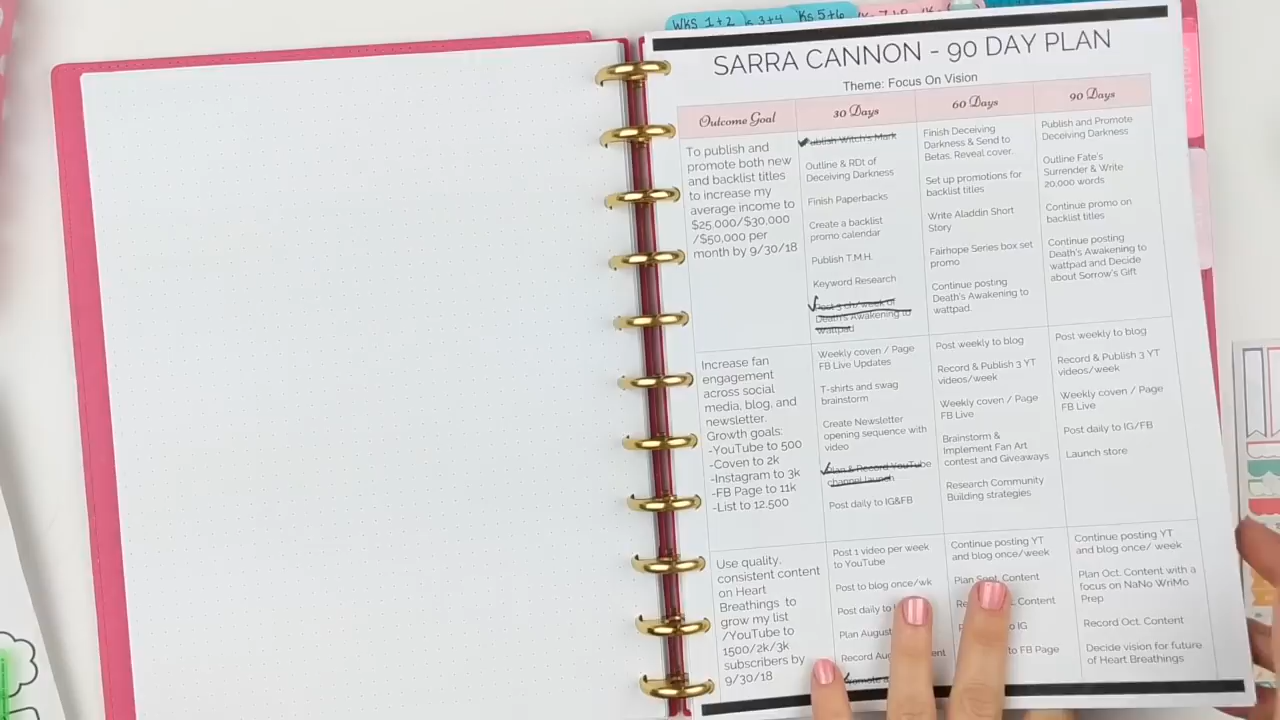 WKS 1+2
Ks 3+4
Ks 5+6
SARRA CANNON - 90 DAY PLAN
Theme: Focus On Vision
Outcome Goal
30 Days
60 Days
90 Days
To publish and
promote both new
and backlist titles
to increase my
average income to
$25,000/$30,000
/$50,000 per
month by 9/30/18
Publish Witch's Mark
Outline & RDt of
Deceiving Darkness
Finish Paperbacks
Create a backlist
promo calendar
Publish T.M.H.
Keyword Research
Post 3 ch/week of
Death's Awakening to
wattpad
Finish Deceiving
Darkness & Send to
Betas. Reveal cover.
Set up promotions for
backlist titles
Write Aladdin Short
Story
Fairhope Series box set
promo
Continue posting
Death's Awakening to
wattpad.
Publish and Promote
Deceiving Darkness
Outline Fate's
Surrender & Write
20,000 words
Continue promo on
backlist titles
Continue posting
Death's Awakening to
wattpad and Decide
about Sorrow's Gift
Increase fan
engagement
across social
media, blog, and
newsletter.
Growth goals:
-YouTube to 500
-Coven to 2k
-Instagram to 3k
-FB Page to 11k
-List to 12,500
Weekly coven / Page
FB Live Updates
T-shirts and swag
brainstorm
Create Newsletter
opening sequence with
video
Plan & Record YouTube
channel launch
Post daily to IG&FB
Post weekly to blog
Record & Publish 3 YT
videos/week
Weekly coven / Page
FB Live
Brainstorm &
Implement Fan Art
contest and Giveaways
Research Community
Building strategies
Post weekly to blog
Record & Publish 3 YT
videos/week
Weekly coven / Page
FB Live
Post daily to IG/FB
Launch store
Use quality,
consistent content
on Heart
Breathings to
grow my list
/YouTube to
1500/2k/3k
subscribers by
9/30/18
Post 1 video per week
to YouTube
Post to blog once/wk
Post daily to
Plan August
Record
Promote
Continue posting YT
and blog once/week
Plan Sept. Content
Content
to IG
to FB Page
Continue posting YT
and blog once/ week
Plan Oct. Content with a
focus on NaNo WriMo
Prep
Record Oct. Content
Decide vision for future
of Heart Breathings